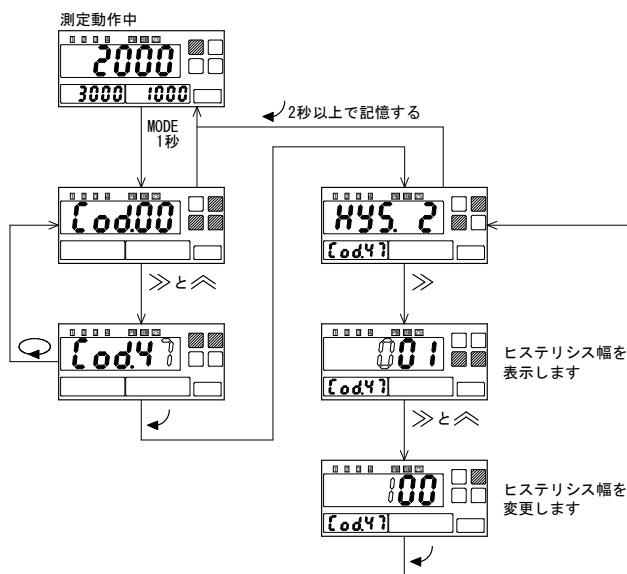 測定動作中
2000
3000 1000
2秒以上で記憶する
MODE
1秒
Cod.00
HYS. 2
Cod.47
≫と︽
≫
Cod.47
001
Cod.47
ヒステリシス幅を
表示します
≫と︽
100
Cod.47
ヒステリシス幅を
変更します